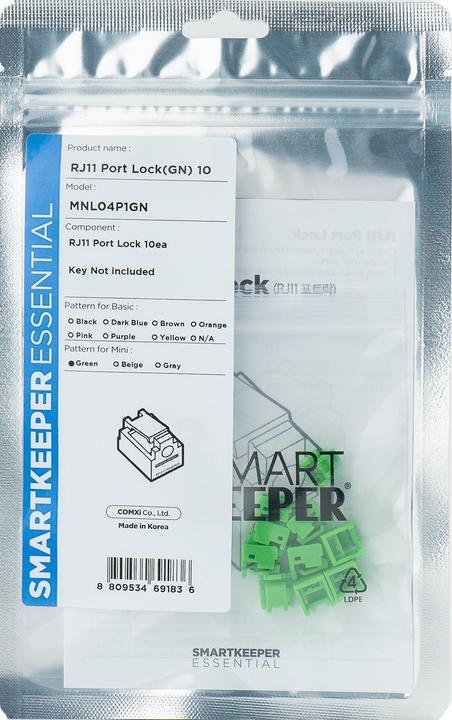 Product name :
RJ11 Port Lock(GN) 10
Model :
MNL04P1GN
Component :
RJ11 Port Lock 10ea
Key Not included
Pattern for Basic :
Black Dark Blue Brown Orange
Pink Purple Yellow N/A
Pattern for Mini :
Green Beige Gray
COMXi Co., Ltd.
Made in Korea
8 809534 69183 6
SMARTKEEPER ESSENTIAL
RJ11 Port Lock
ck (RJ11 포트락)
MART
EEPER®
4
LDPE
SMARTKEEPER
ESSENTIAL